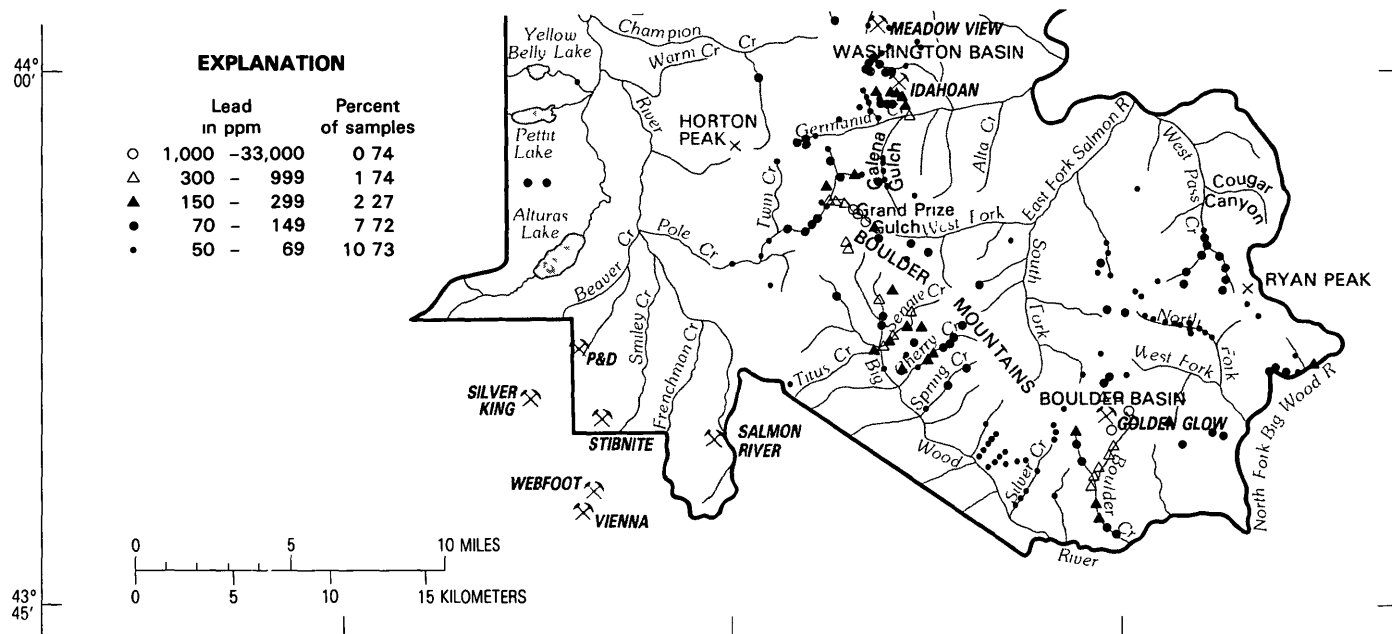 44°
00'
EXPLANATION
Lead
in ppm
Percent
of samples
1,000 -33,000 0 74
300 - 999 1 74
150 - 299 2 27
70 - 149 7 72
50 - 69 10 73
Yellow
Belly Lake
Champion
Cr
Warm Cr
River
Pettit
Lake
HORTON
PEAK
Alturas
Lake
MEADOW VIEW
WASHINGTON BASIN
IDAHOAN
Germania Cr
Galena
Gulch
Alta Cr
East Fork Salmon R
West Pass Cr
Cougar
Canyon
Twin Cr
Grand Prize
Gulch
West Fork
Pole Cr
Beaver Cr
Smiley Cr
Frenchman Cr
BOULDER
MOUNTAINS
South
Fork
RYAN PEAK
Senate Cr
North
Fork
P&D
Titus Cr
Big
Cherry
Spring Cr
West Fork
North Fork Big Wood R
SILVER
KING
STIBNITE
SALMON
RIVER
BOULDER BASIN
GOLDEN GLOW
Wood
Silver Cr
Boulder
Cr
River
WEBFOOT
VIENNA
0 5 10 MILES
0 5 10 15 KILOMETERS
43°
45'